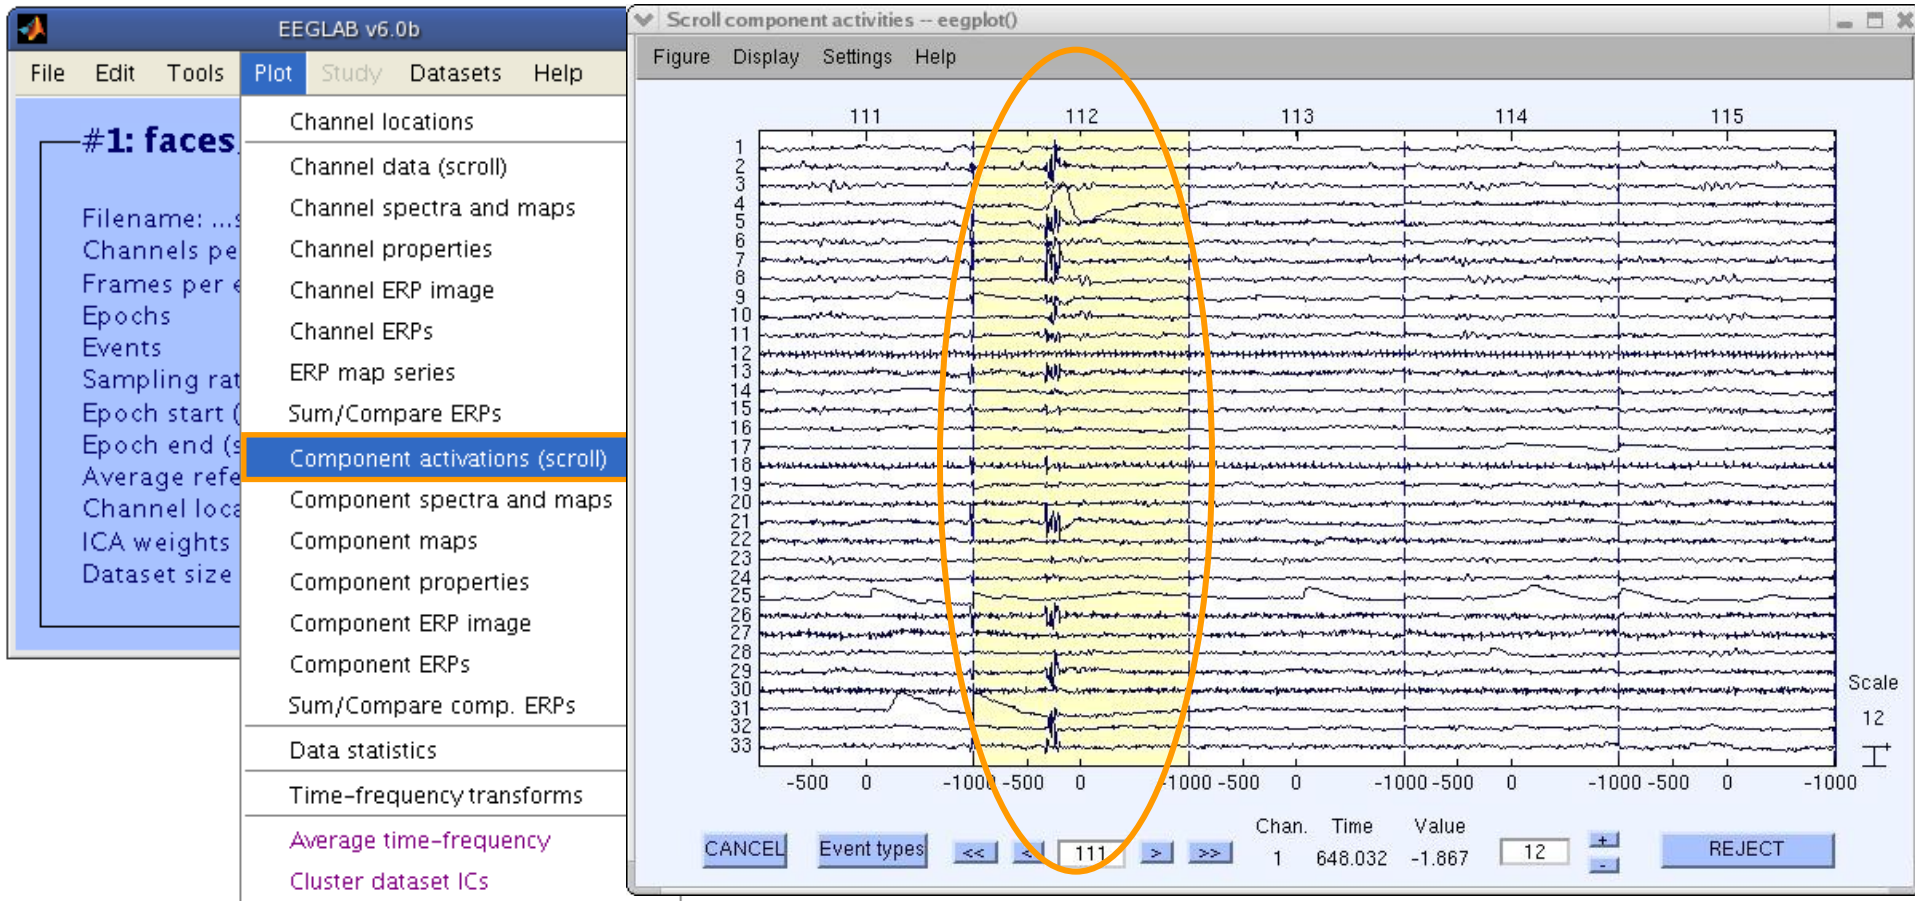 EEGLAB v6.0b
File Edit Tools Plot Study Datasets Help
#1: faces
Filename: ...
Channels pe
Frames per e
Epochs
Events
Sampling rat
Epoch start (
Epoch end (s
Average refe
Channel loca
ICA weights
Dataset size
Channel locations
Channel data (scroll)
Channel spectra and maps
Channel properties
Channel ERP image
Channel ERPs
ERP map series
Sum/Compare ERPs
Component activations (scroll)
Component spectra and maps
Component maps
Component properties
Component ERP image
Component ERPs
Sum/Compare comp. ERPs
Data statistics
Time-frequency transforms
Average time-frequency
Cluster dataset ICs
Scroll component activities -- eegplot()
Figure Display Settings Help
111 112 113 114 115
1
2
3
4
5
6
7
8
9
10
11
12
13
14
15
16
17
18
19
20
21
22
23
24
25
26
27
28
29
30
31
32
33
Scale
12
-500 0 -1000 -500 0 -1000 -500 0 -1000 -500 0 -1000 -500 0 -1000
Chan. Time Value
CANCEL Event types << < 111 > >> 1 648.032 -1.867 12 + - REJECT